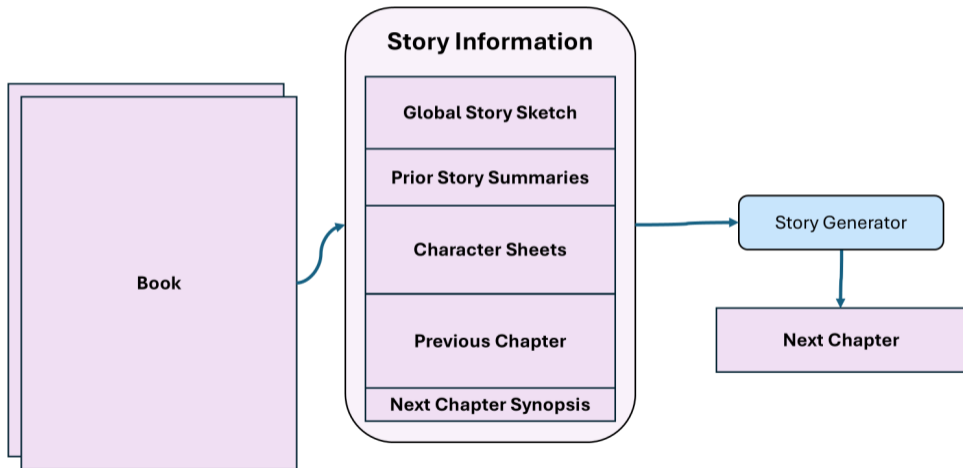 Story Information
Global Story Sketch
Prior Story Summaries
Character Sheets
Previous Chapter
Next Chapter Synopsis
Book
Story Generator
Next Chapter